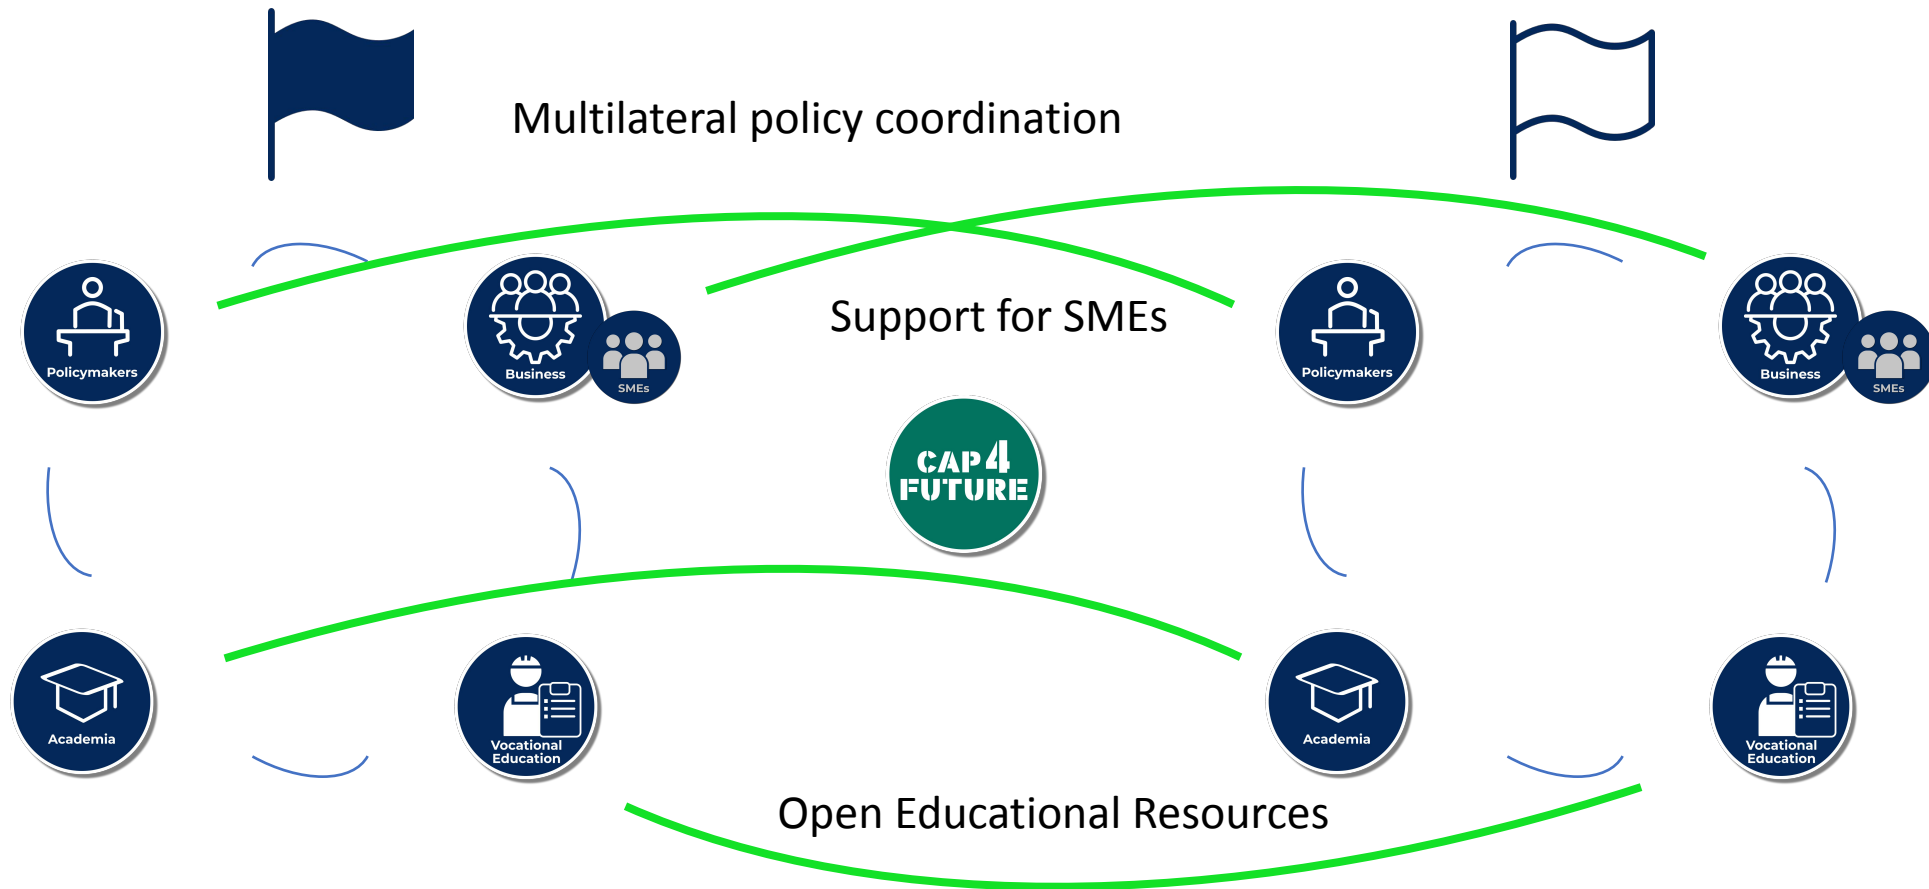 Multilateral policy coordination
Support for SMEs
Policymakers
Business
SMEs
Policymakers
Business
SMEs
CAP4
FUTURE
Academia
Vocational
Education
Academia
Vocational
Education
Open Educational Resources